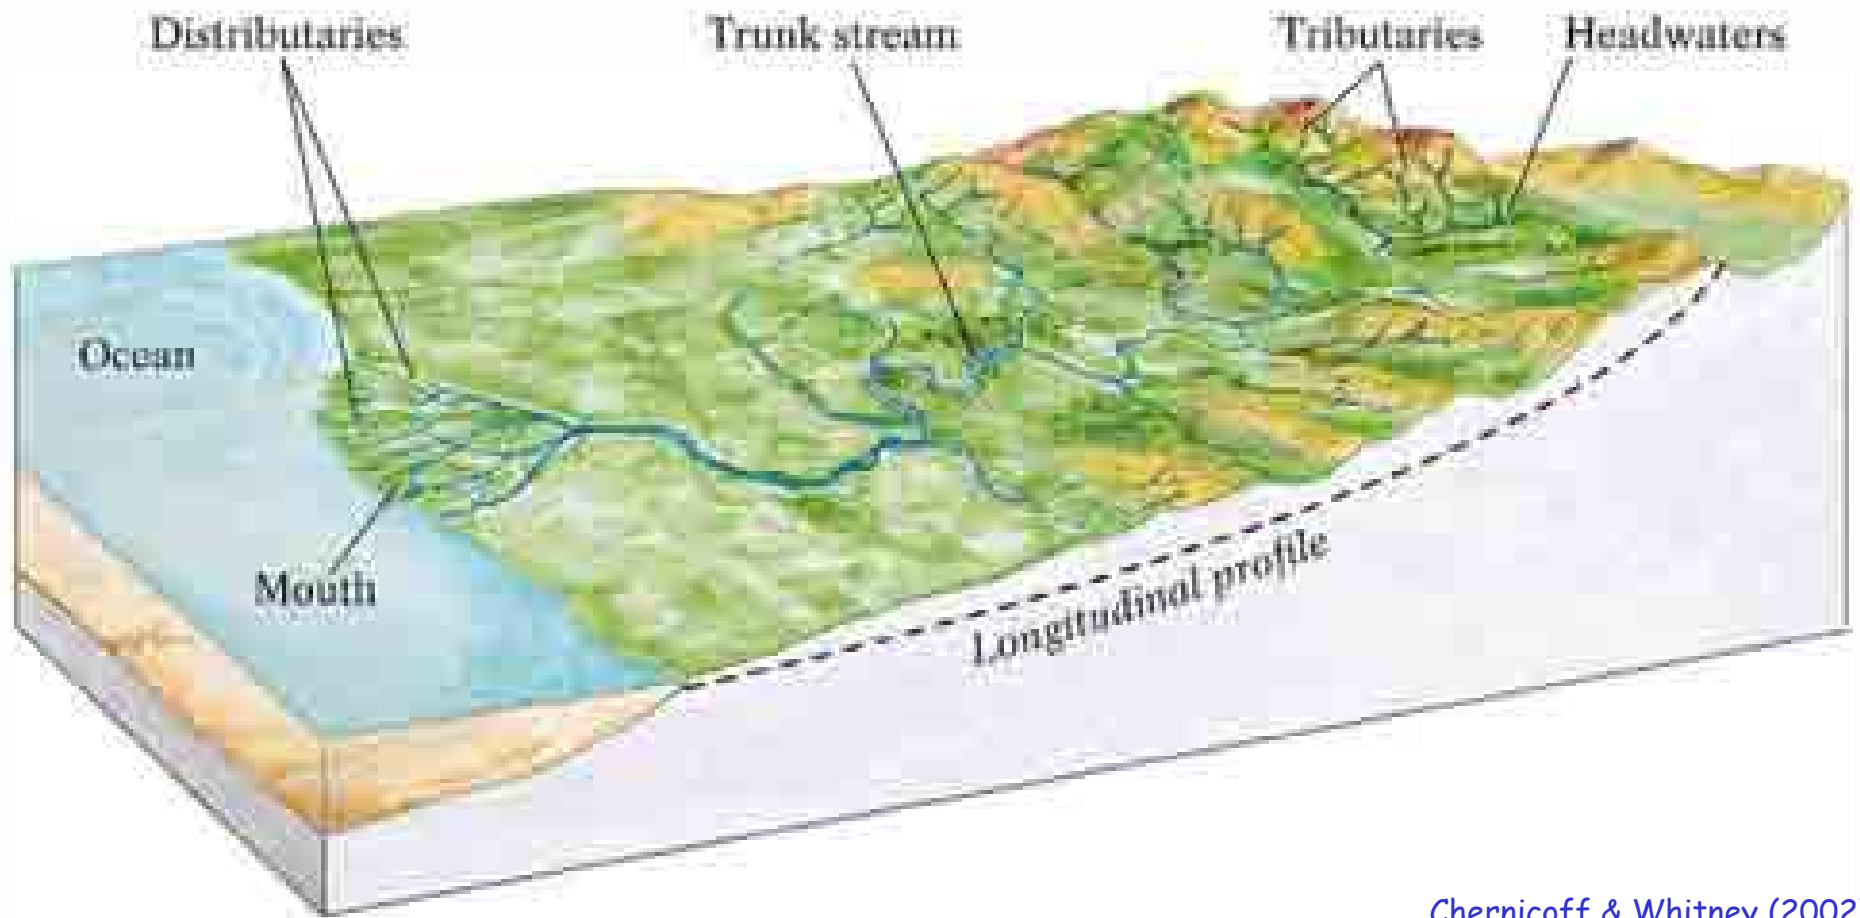 Distributaries
Trunk stream
Tributaries
Headwaters
Ocean
Mouth
Longitudinal profile
Chernicoff & Whitney (2002